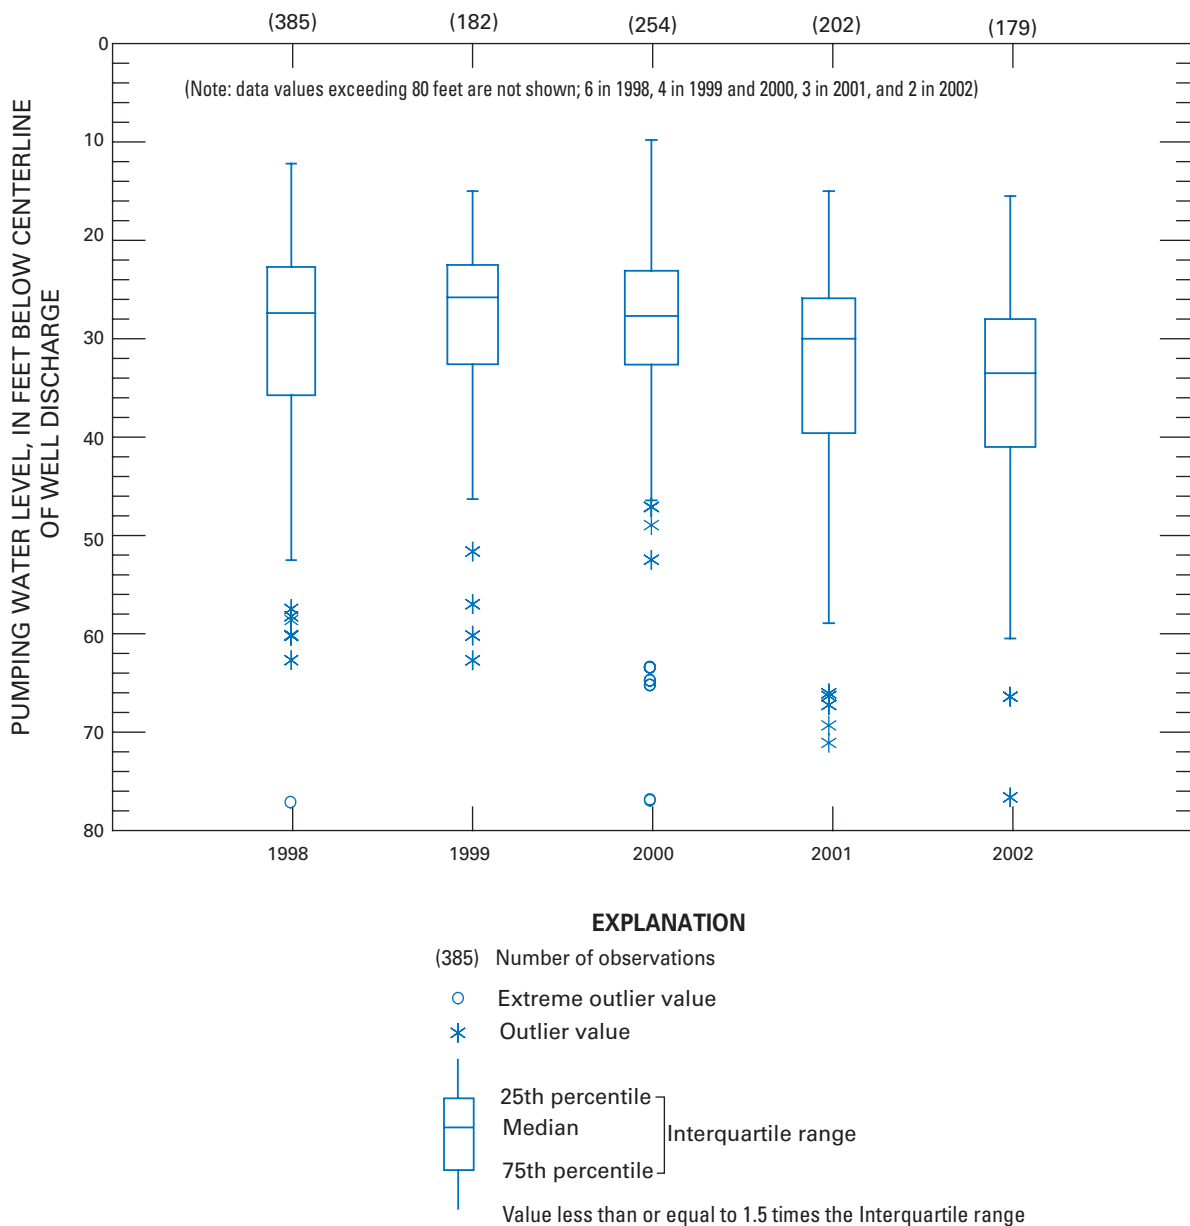 (385) (182) (254) (202) (179)
(Note: data values exceeding 80 feet are not shown; 6 in 1998, 4 in 1999 and 2000, 3 in 2001, and 2 in 2002)
PUMPING WATER LEVEL, IN FEET BELOW CENTERLINE
OF WELL DISCHARGE
0
10
20
30
40
50
60
70
80
1998 1999 2000 2001 2002
EXPLANATION
(385) Number of observations
Extreme outlier value
Outlier value
25th percentile
Median
Interquartile range
75th percentile
Value less than or equal to 1.5 times the Interquartile range